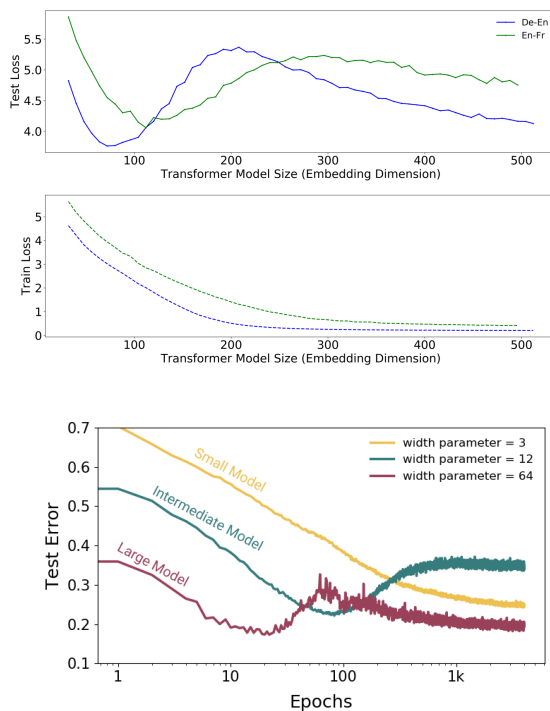 De-En
En-Fr
5.5
5.0
4.5
4.0
Test Loss
100
200
300
400
500
Transformer Model Size (Embedding Dimension)
5
4
3
2
1
0
Train Loss
100
200
300
400
500
Transformer Model Size (Embedding Dimension)
0.7
0.6
0.5
0.4
0.3
0.2
0.1
Test Error
Small Model
Intermediate Model
Large Model
width parameter = 3
width parameter = 12
width parameter = 64
1
10
100
1k
Epochs